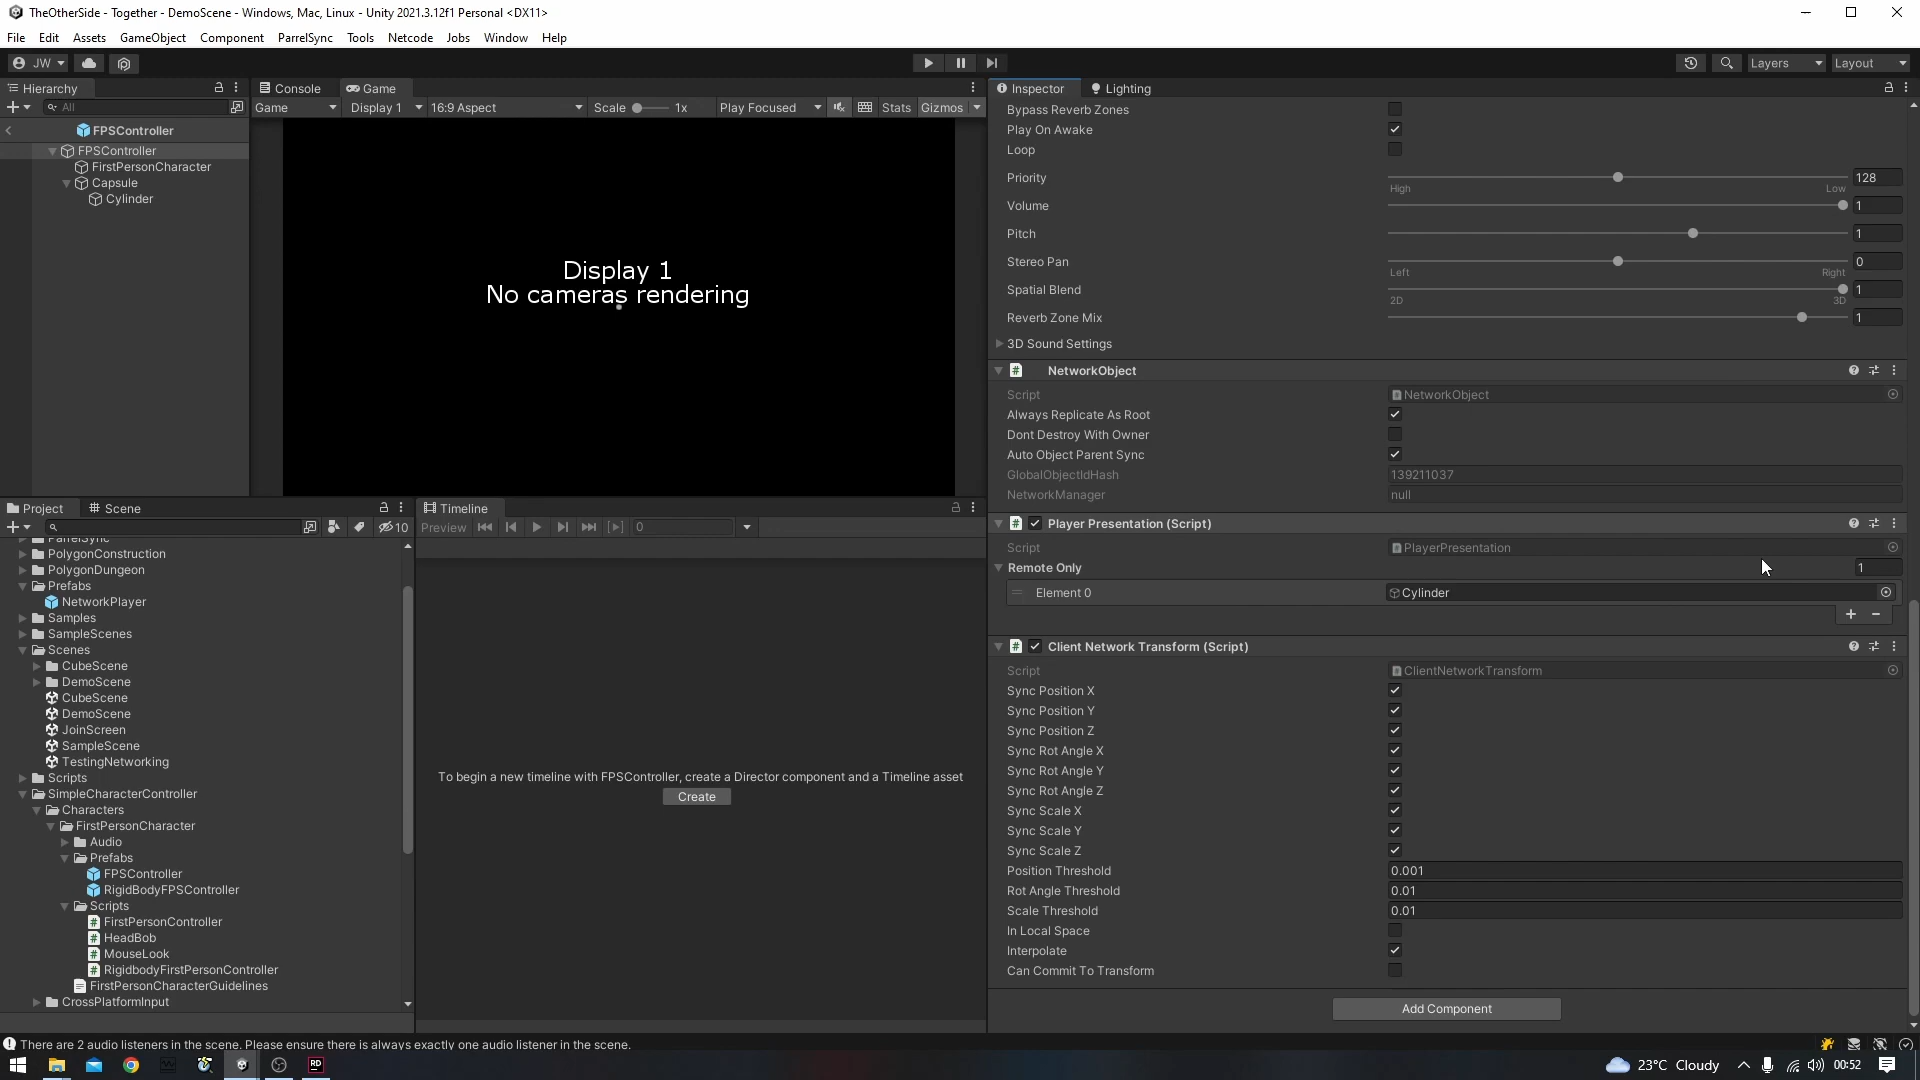 TheOtherSide - Together - DemoScene - Windows, Mac, Linux - Unity 2021.3.12f1 Personal <DX11>
File Edit Assets GameObject Component ParrelSync Tools Netcode Jobs Window Help
JW Layers Layout
Hierarchy
All
FPSController
FPSController
FirstPersonCharacter
Capsule
Cylinder
Console Game
Game Display 1 16:9 Aspect Scale 1x Play Focused Stats Gizmos
Display 1
No cameras rendering
Project Scene
10
ParrelSync
PolygonConstruction
PolygonDungeon
Prefabs
NetworkPlayer
Samples
SampleScenes
Scenes
CubeScene
DemoScene
CubeScene
DemoScene
JoinScreen
SampleScene
TestingNetworking
Scripts
SimpleCharacterController
Characters
FirstPersonCharacter
Audio
Prefabs
FPSController
RigidBodyFPSController
Scripts
FirstPersonController
HeadBob
MouseLook
RigidbodyFirstPersonController
FirstPersonCharacterGuidelines
CrossPlatformInput
Timeline
Preview 0
To begin a new timeline with FPSController, create a Director component and a Timeline asset
Create
Inspector Lighting
Bypass Reverb Zones
Play On Awake
Loop
Priority 128
High Low
Volume 1
Pitch 1
Stereo Pan 0
Left Right
Spatial Blend 1
2D 3D
Reverb Zone Mix 1
3D Sound Settings
NetworkObject
Script NetworkObject
Always Replicate As Root
Dont Destroy With Owner
Auto Object Parent Sync
GlobalObjectIdHash 139211037
NetworkManager null
Player Presentation (Script)
Script PlayerPresentation
Remote Only 1
Element 0 Cylinder
Client Network Transform (Script)
Script ClientNetworkTransform
Sync Position X
Sync Position Y
Sync Position Z
Sync Rot Angle X
Sync Rot Angle Y
Sync Rot Angle Z
Sync Scale X
Sync Scale Y
Sync Scale Z
Position Threshold 0.001
Rot Angle Threshold 0.01
Scale Threshold 0.01
In Local Space
Interpolate
Can Commit To Transform
Add Component
There are 2 audio listeners in the scene. Please ensure there is always exactly one audio listener in the scene.
RD 23°C Cloudy 00:52